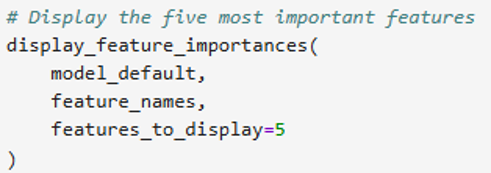 # Display the five most important features
display_feature_importances(
    model_default,
    feature_names,
    features_to_display=5
)